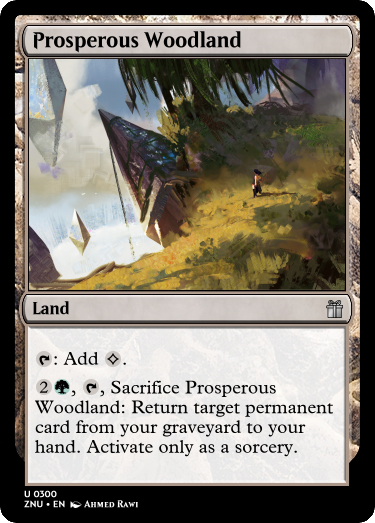 Prosperous Woodland
Land
: Add .
2 , , Sacrifice Prosperous
Woodland: Return target permanent
card from your graveyard to your
hand. Activate only as a sorcery.
U 0300
ZNU • EN Ahmed Rawi